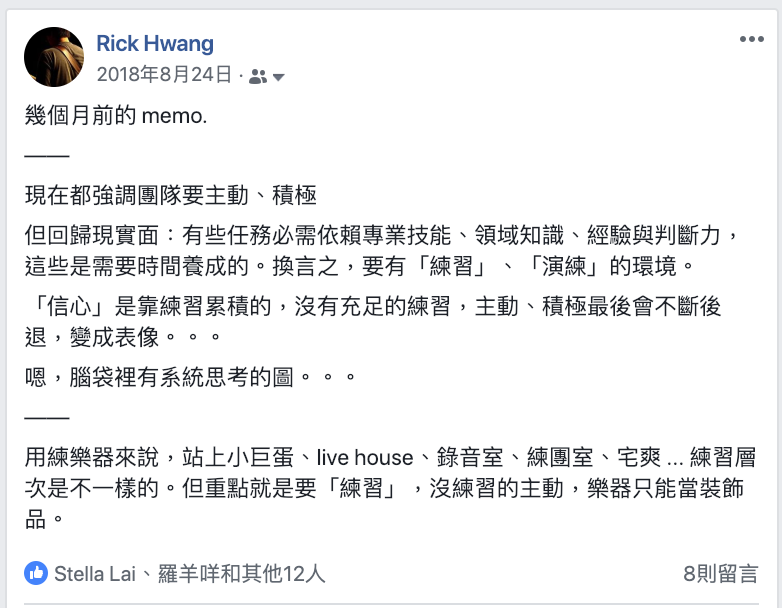 Rick Hwang
2018年8月24日 ·
幾個月前的 memo.
——
現在都強調團隊要主動、積極
但回歸現實面：有些任務必需依賴專業技能、領域知識、經驗與判斷力，
這些是需要時間養成的。換言之，要有「練習」、「演練」的環境。
「信心」是靠練習累積的，沒有充足的練習，主動、積極最後會不斷後
退，變成表像。。。
嗯，腦袋裡有系統思考的圖。。。
——
用練樂器來說，站上小巨蛋、live house、錄音室、練團室、宅爽 ... 練習層
次是不一樣的。但重點就是要「練習」，沒練習的主動，樂器只能當裝飾
品。
Stella Lai、羅羊咩和其他12人
8則留言